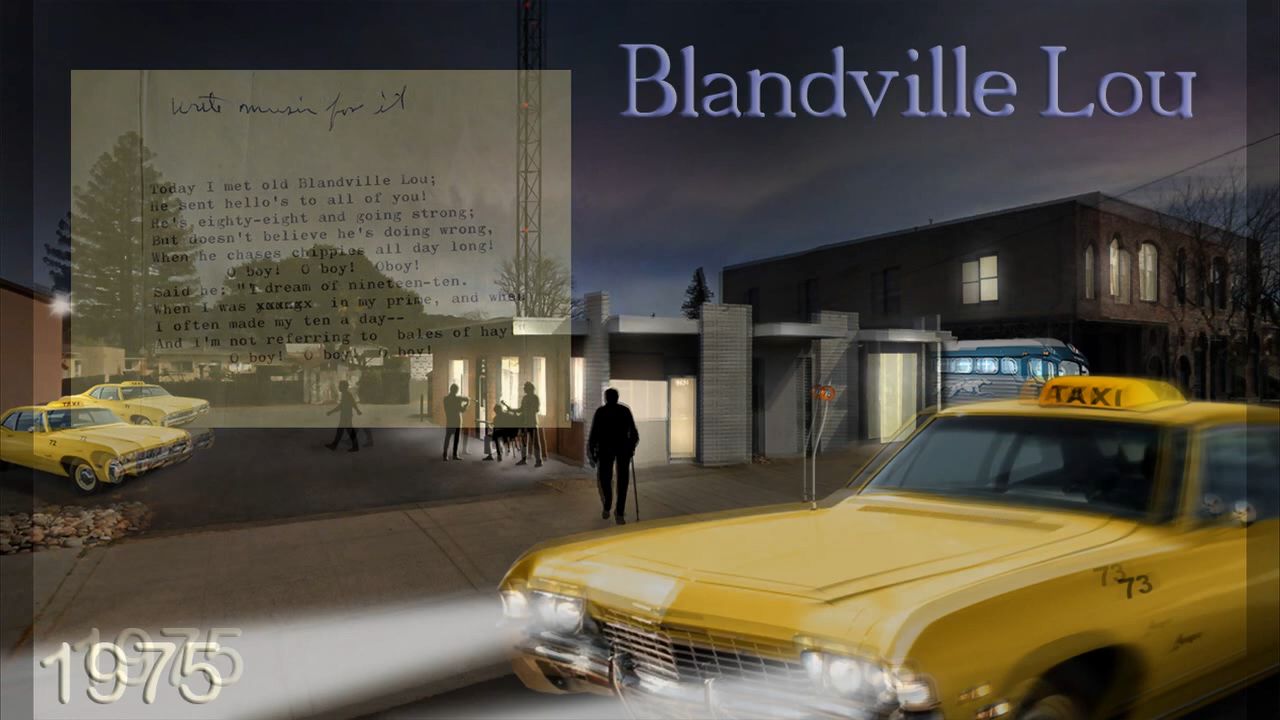 Blandville Lou
Write music for it
Today I met old Blandville Lou;
He sent hello's to all of you!
He's eighty-eight and going strong;
But doesn't believe he's doing wrong,
When he chases chippies all day long!
O boy! O boy! Oboy!
Said he: "I dream of nineteen-ten.
When I was in my prime, and when
I often made my ten a day--
And I'm not referring to bales of hay
O boy! O boy! O boy!
TAXI
TAXI
TAXI
72
73
73
1975
1975